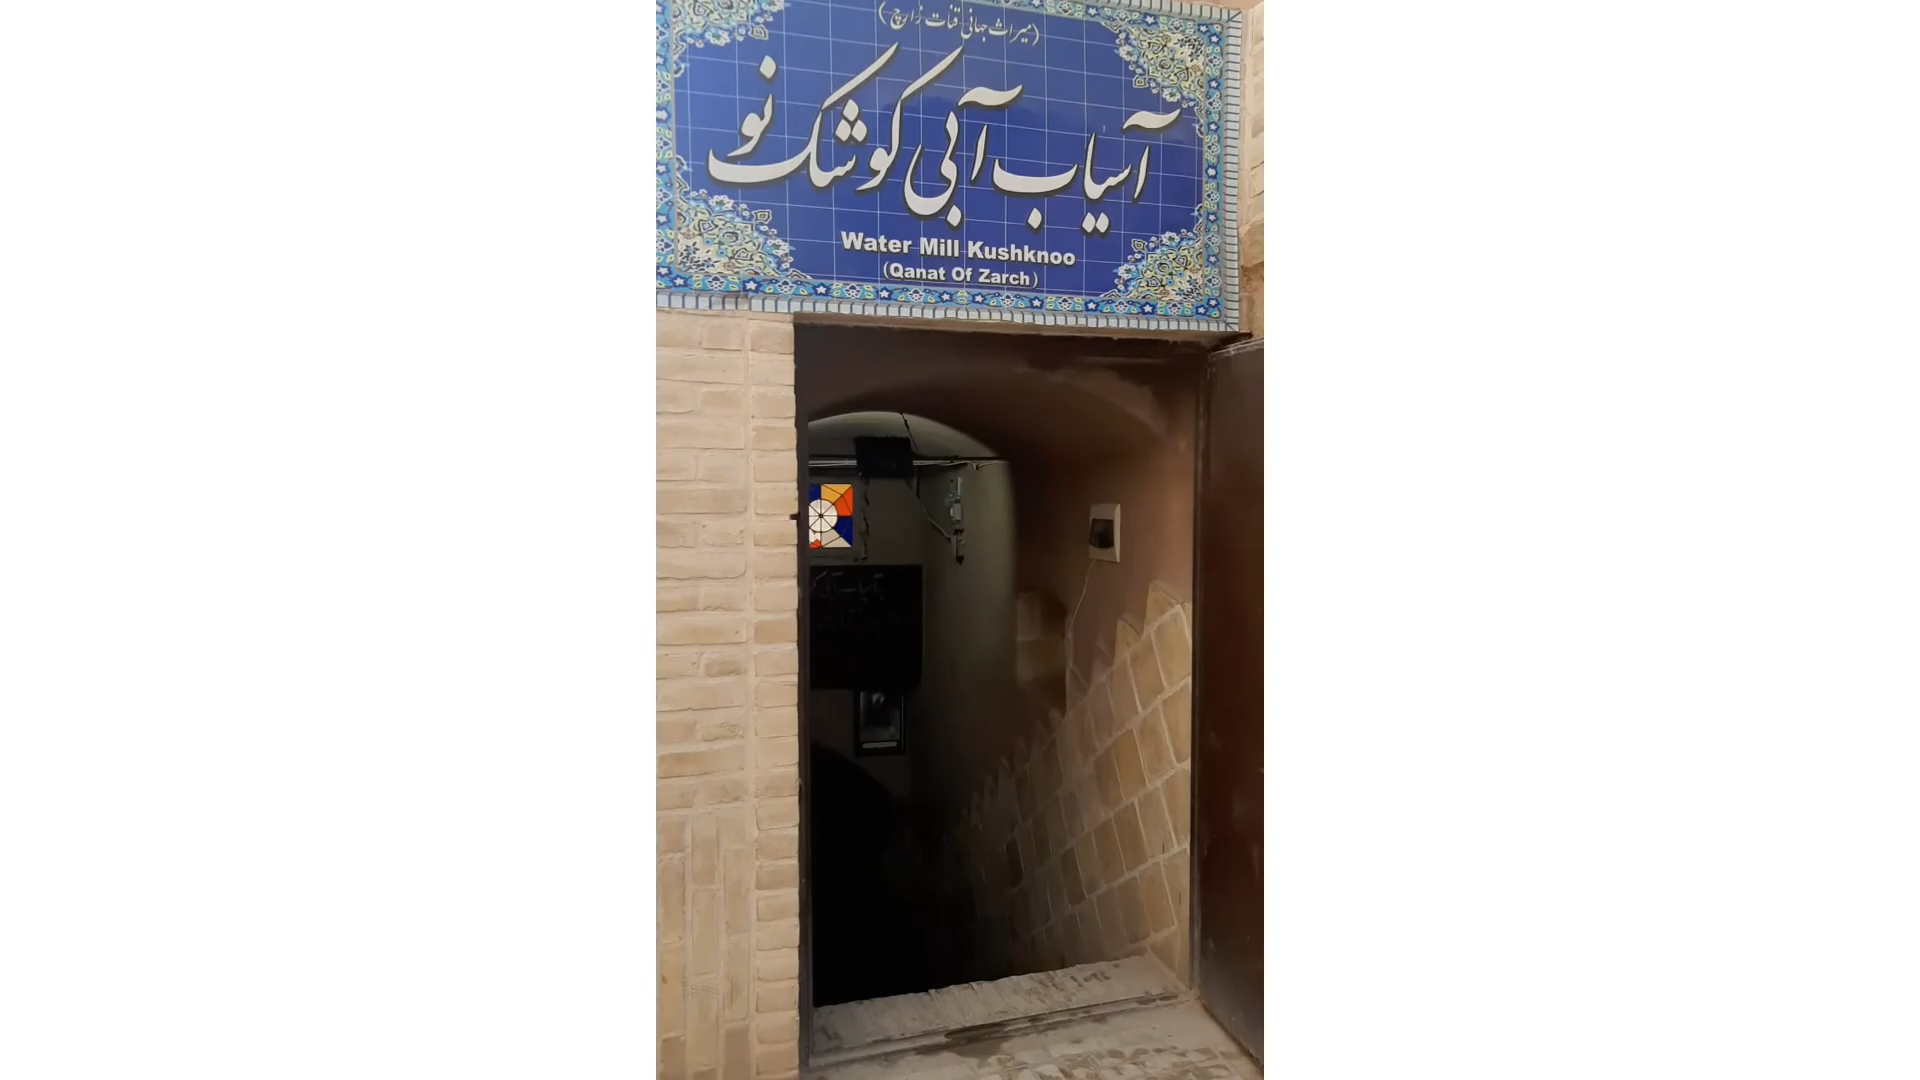 (میراث جهانی قنات زارچ)
آسیاب آبی کوشک نو
Water Mill Kushknoo
(Qanat Of Zarch)